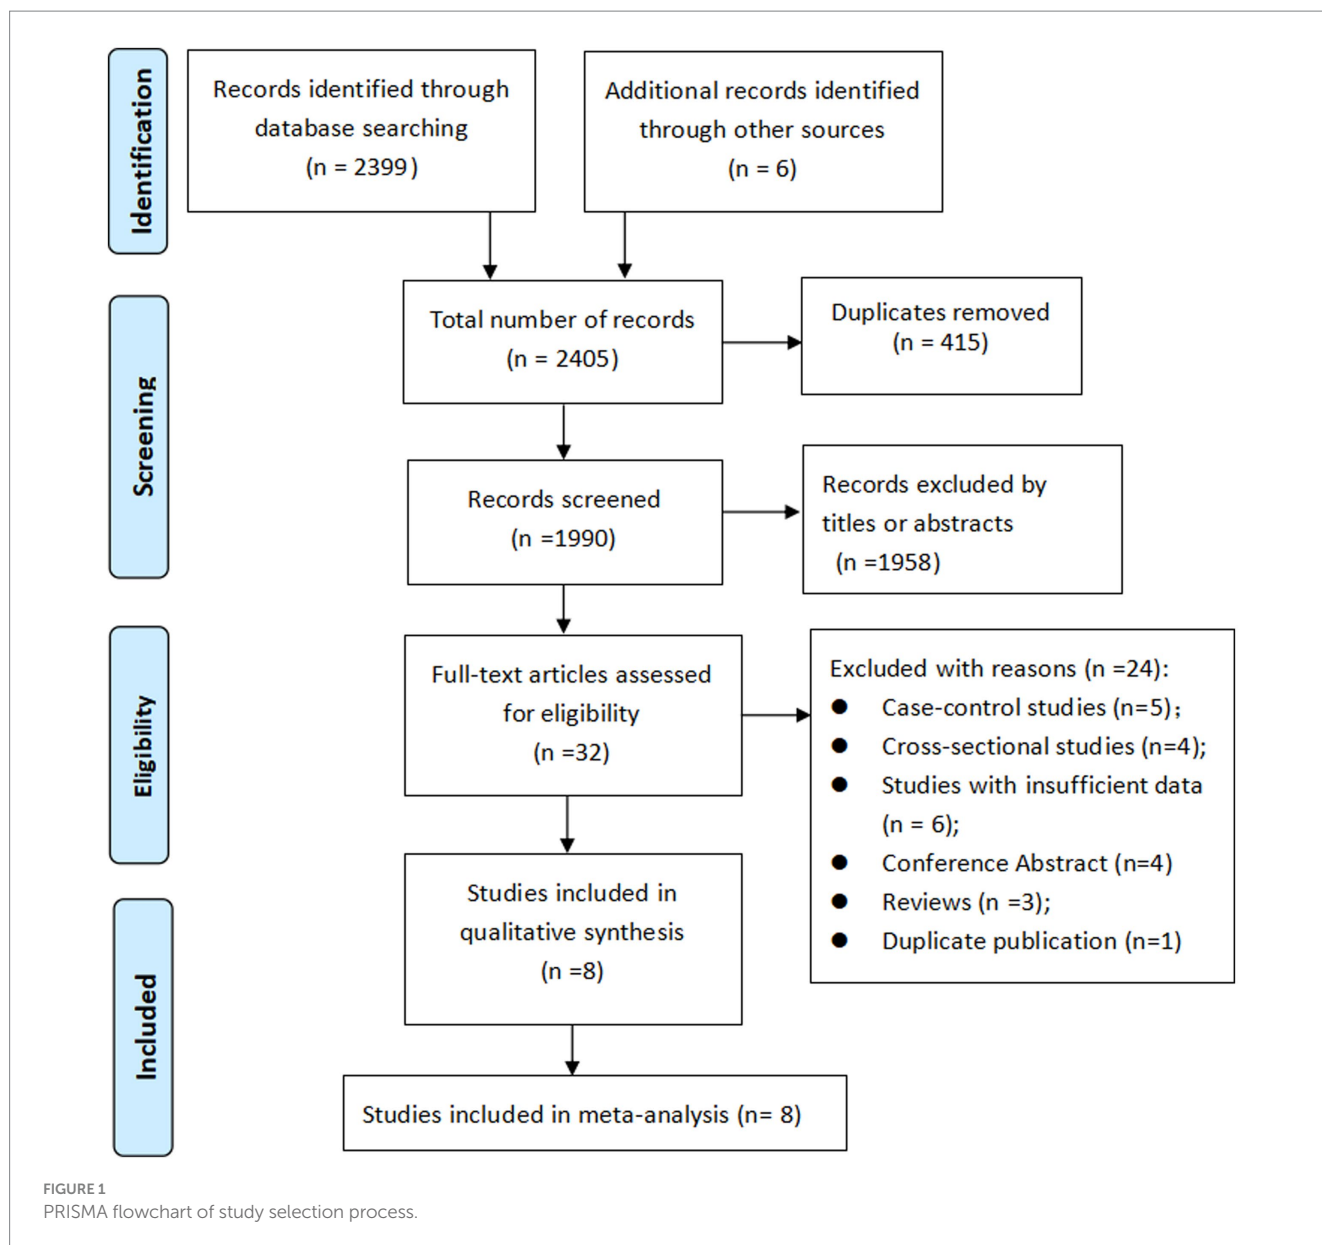 Identification
Records identified through
database searching
(n = 2399)
Additional records identified
through other sources
(n = 6)
Screening
Total number of records
(n = 2405)
Duplicates removed
(n = 415)
Records screened
(n =1990)
Records excluded by
titles or abstracts
(n =1958)
Eligibility
Full-text articles assessed
for eligibility
(n =32)
Excluded with reasons (n =24):
● Case-control studies (n=5)；
● Cross-sectional studies (n=4);
● Studies with insufficient data
(n = 6);
● Conference Abstract (n=4)
● Reviews (n =3);
● Duplicate publication (n=1)
Included
Studies included in
qualitative synthesis
(n =8)
Studies included in meta-analysis (n= 8)
FIGURE 1
PRISMA flowchart of study selection process.